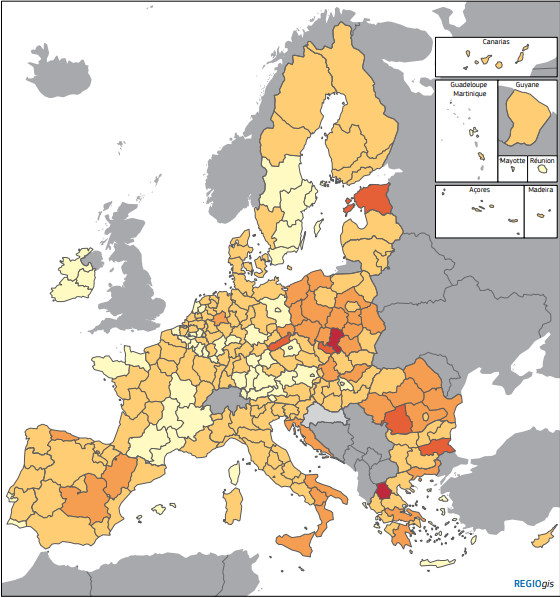 Canarias
Guadeloupe
Martinique
Guyane
Mayotte
Réunion
Açores
Madeira
REGIOgis